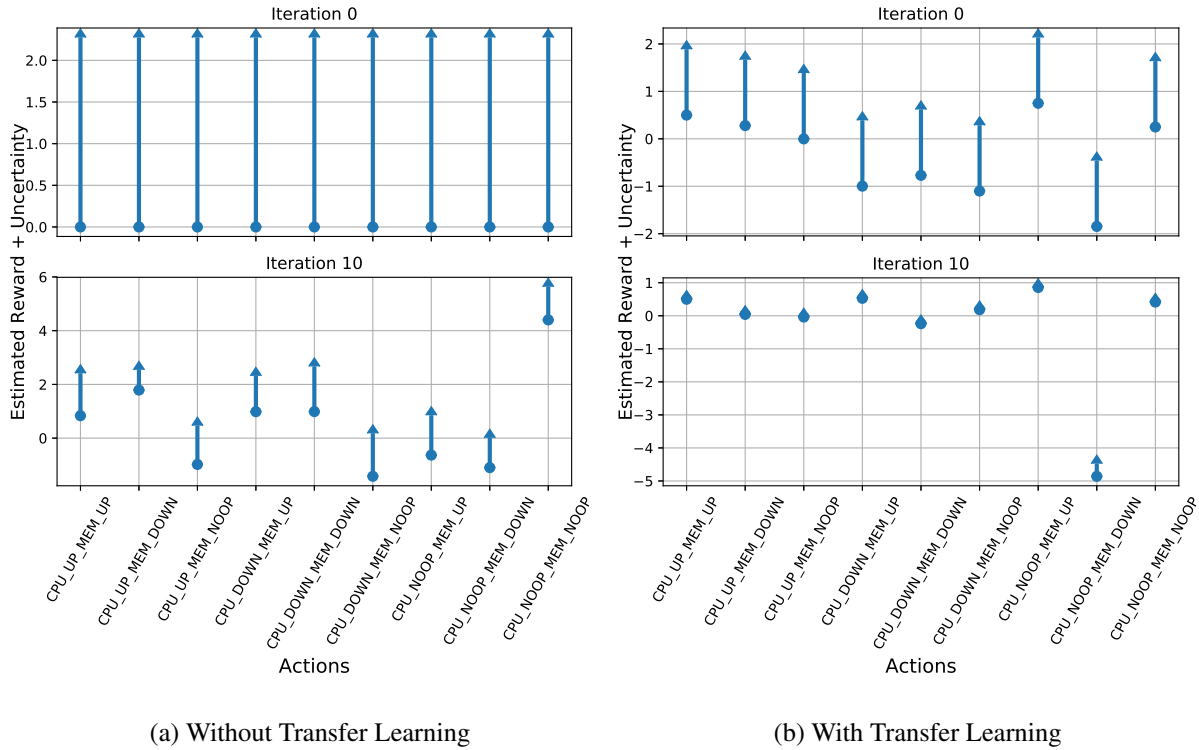 Iteration 0
2.0
1.5
1.0
0.5
0.0
Iteration 10
6
4
2
0
Estimated Reward + Uncertainty
CPU_UP_MEM_UP
CPU_UP_MEM_DOWN
CPU_UP_MEM_NOOP
CPU_DOWN_MEM_UP
CPU_DOWN_MEM_DOWN
CPU_DOWN_MEM_NOOP
CPU_NOOP_MEM_UP
CPU_NOOP_MEM_DOWN
CPU_NOOP_MEM_NOOP
Actions
(a) Without Transfer Learning
Iteration 0
2
1
0
−1
−2
Iteration 10
1
0
−1
−2
−3
−4
−5
Estimated Reward + Uncertainty
CPU_UP_MEM_UP
CPU_UP_MEM_DOWN
CPU_UP_MEM_NOOP
CPU_DOWN_MEM_UP
CPU_DOWN_MEM_DOWN
CPU_DOWN_MEM_NOOP
CPU_NOOP_MEM_UP
CPU_NOOP_MEM_DOWN
CPU_NOOP_MEM_NOOP
Actions
(b) With Transfer Learning